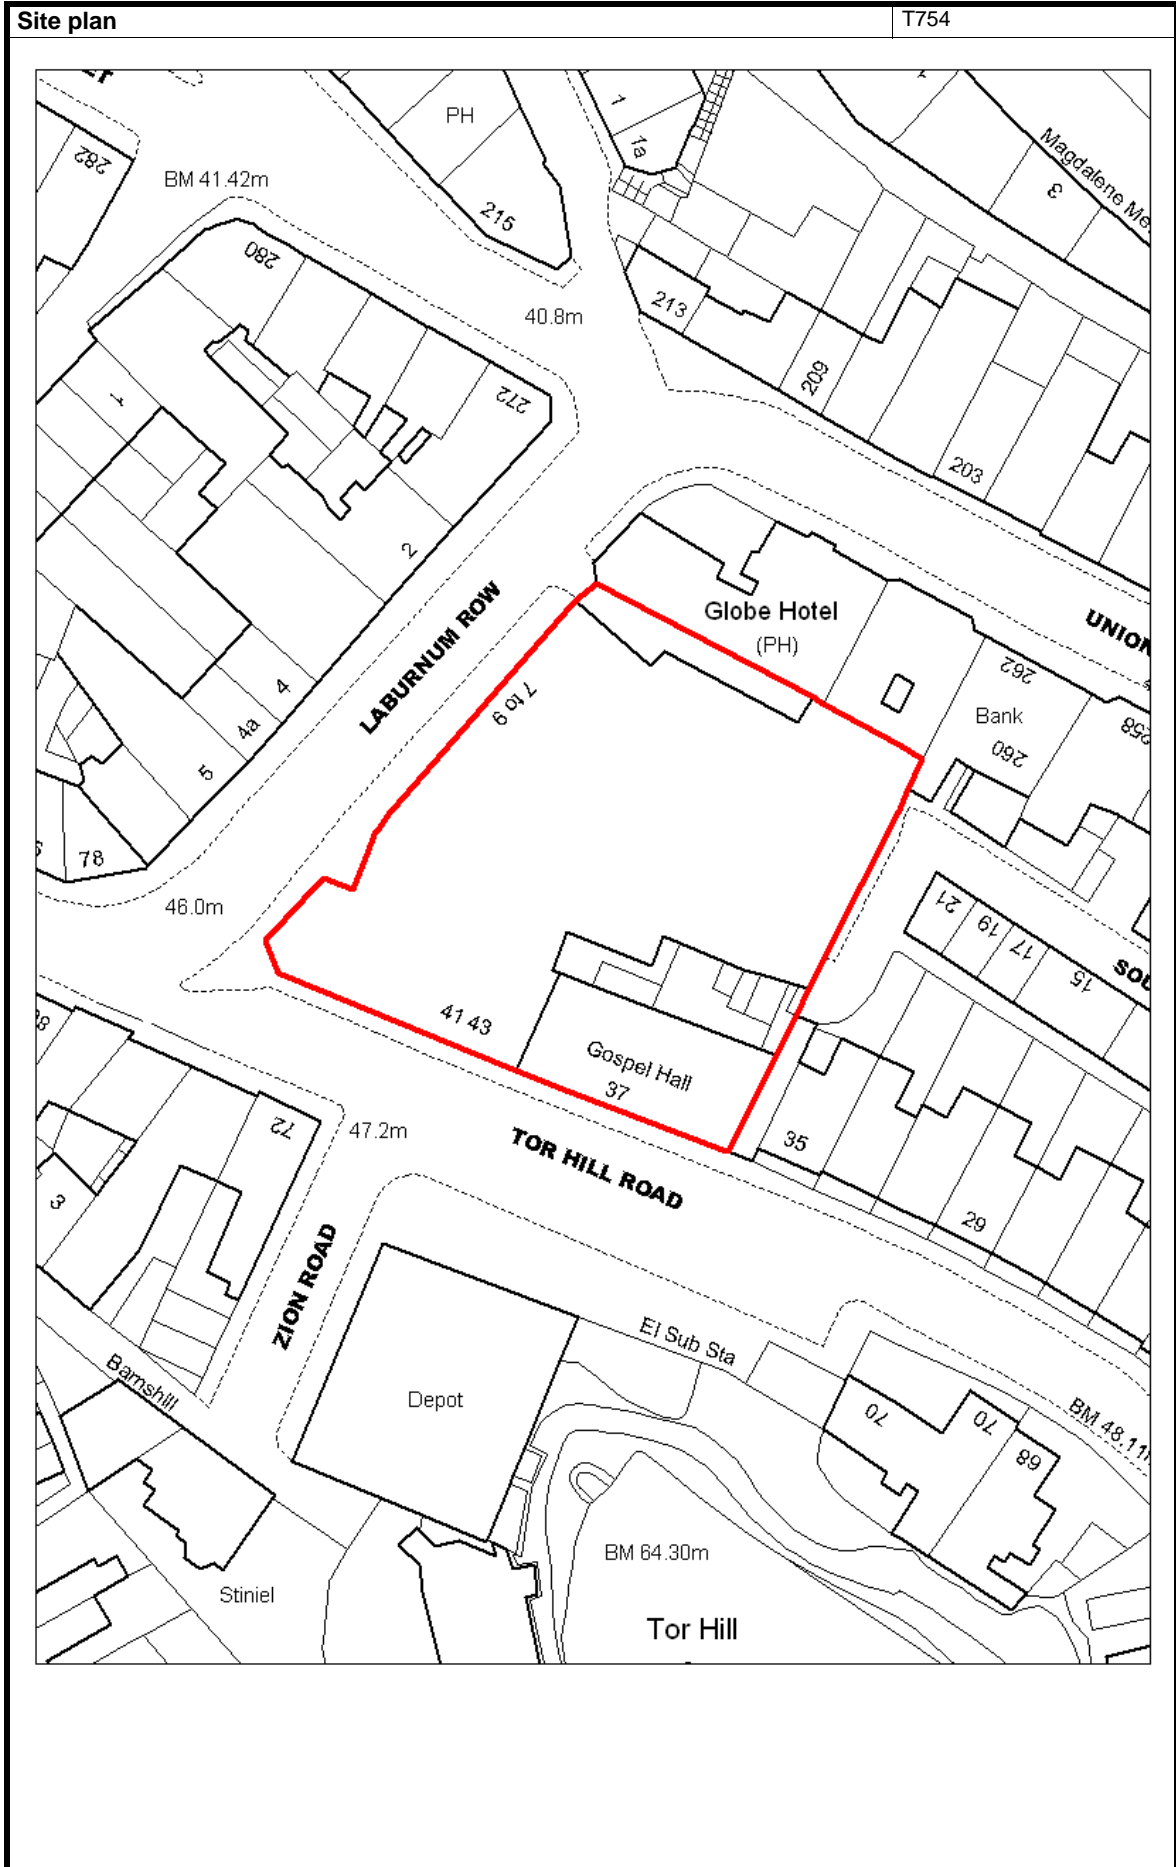 Site plan
T754
PH
1
1a
282
BM 41.42m
215
Magdalene Me
3
280
213
40.8m
209
272
1
203
2
LABURNUM ROW
Globe Hotel
(PH)
UNION
262
4
7 to 9
Bank
258
4a
260
5
78
21
19
17
15
46.0m
SOU
41 43
Gospel Hall
37
72
47.2m
TOR HILL ROAD
35
3
29
ZION ROAD
El Sub Sta
Barnshill
Depot
70
70
68
BM 48.11
BM 64.30m
Stiniel
Tor Hill